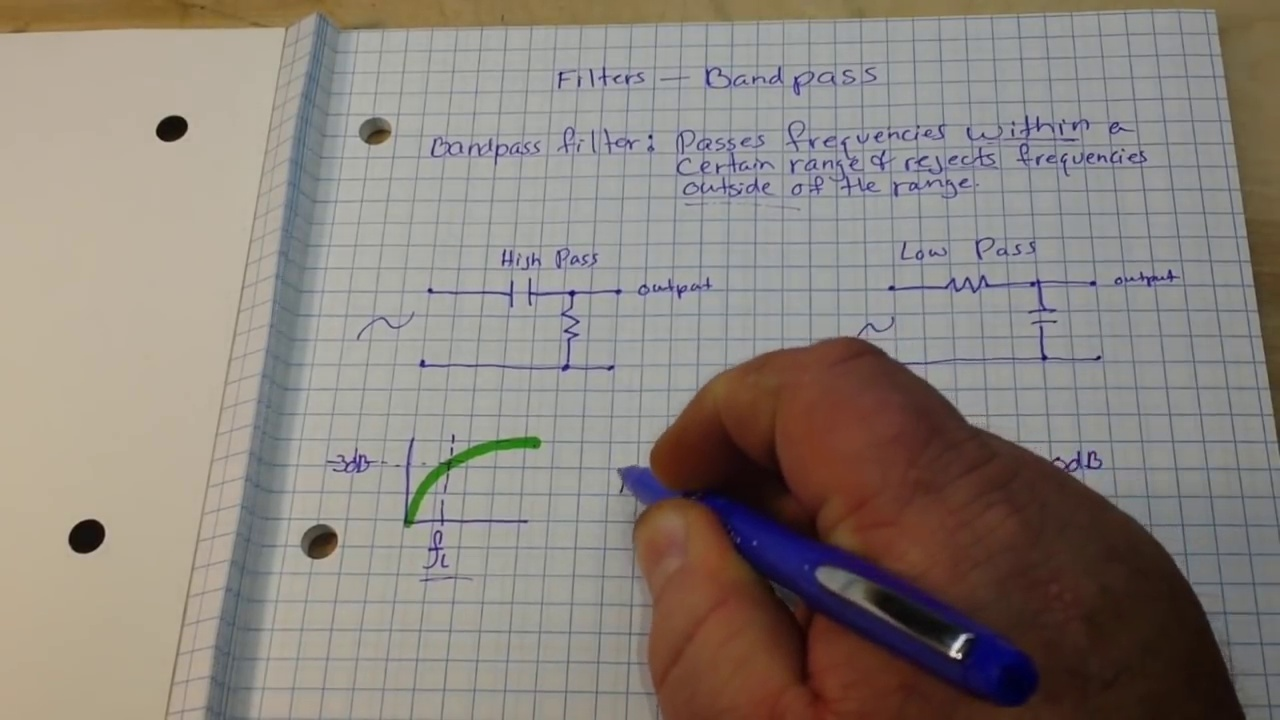 Filters — Bandpass
Bandpass filter: Passes frequencies within a
certain range & rejects frequencies
outside of the range.
High Pass
output
Low Pass
output
-3dB
fL